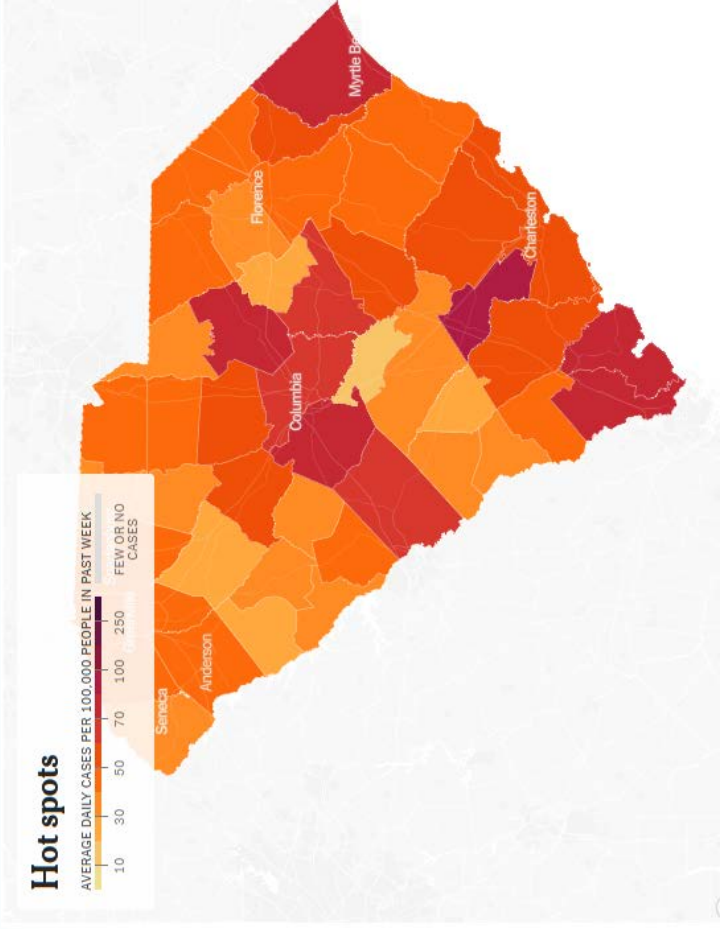 Hot spots
AVERAGE DAILY CASES PER 100,000 PEOPLE IN PAST WEEK
10 30 50 70 100 250
FEW OR NO
CASES
Seneca
Anderson
Columbia
Florence
Myrtle Be
Charleston